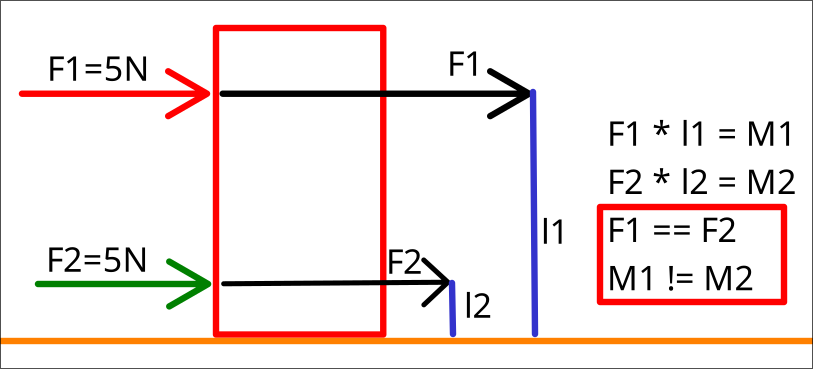 F1=5N
F1
F1 * l1 = M1
F2 * l2 = M2
F1 == F2
l1
F2=5N
F2
M1 != M2
l2